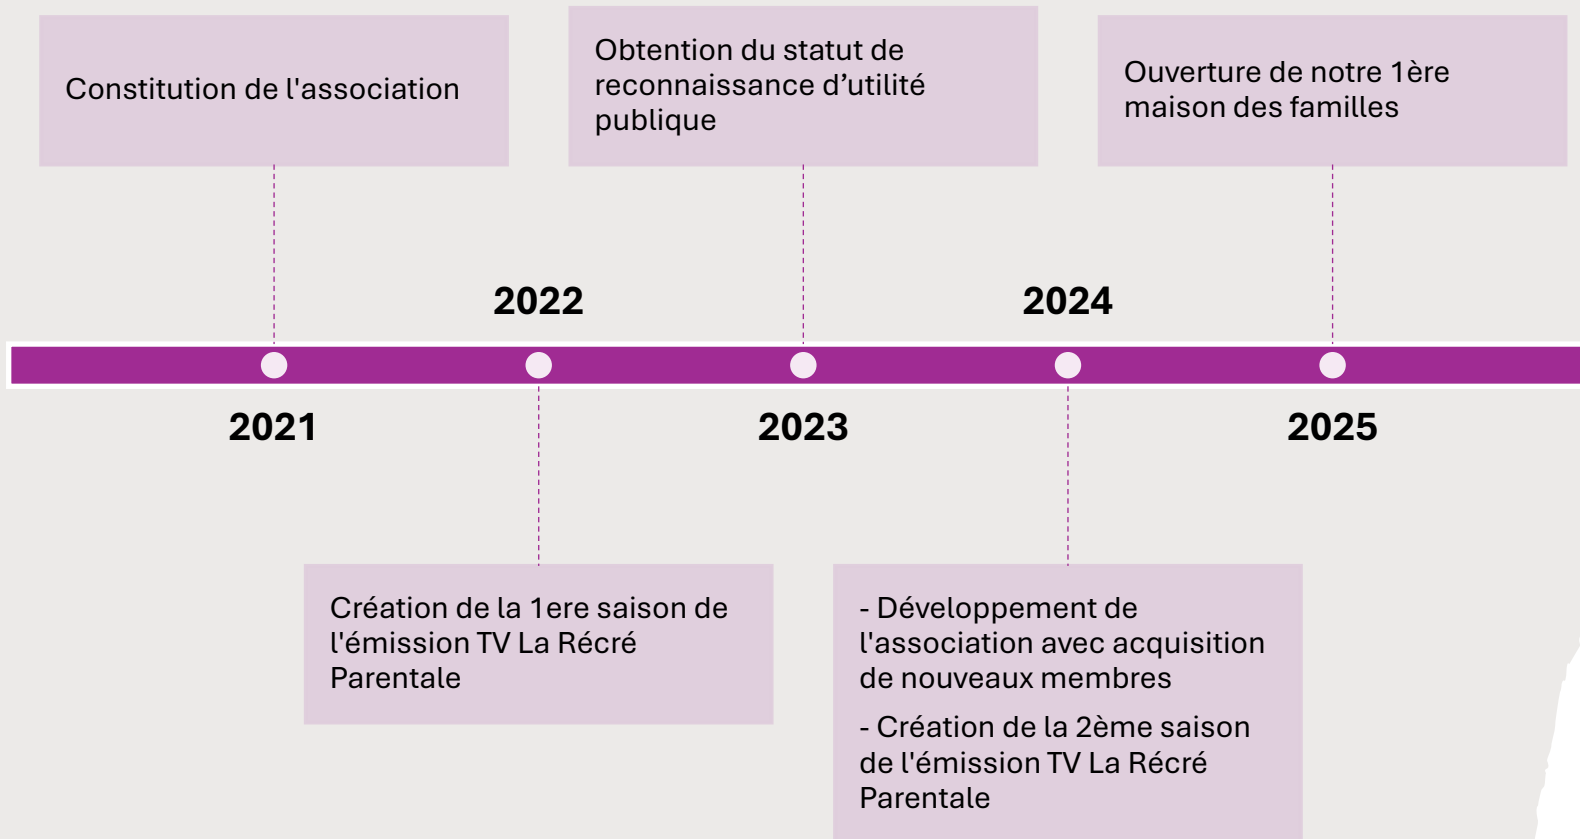 Constitution de l'association
Obtention du statut de
reconnaissance d’utilité
publique
Ouverture de notre 1ère
maison des familles
2022
2024
2021
2023
2025
Création de la 1ere saison de
l'émission TV La Récré
Parentale
- Développement de
l'association avec acquisition
de nouveaux membres
- Création de la 2ème saison
de l'émission TV La Récré
Parentale